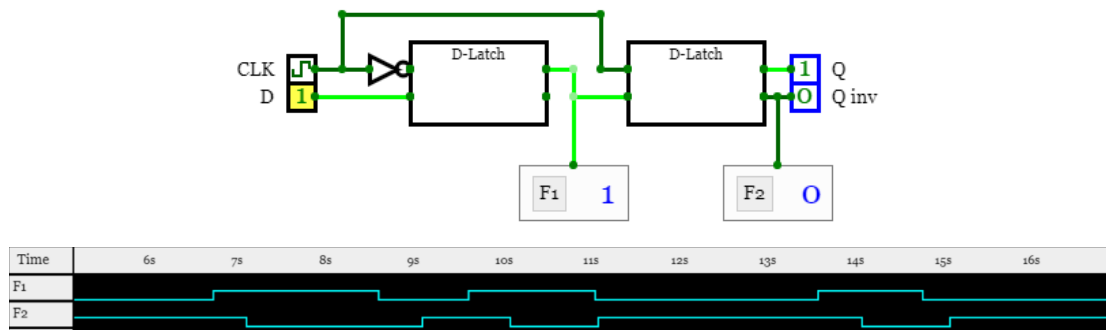 D-Latch D-Latch
CLK 1 Q
D 1 0 Q inv
F1 1 F2 0
Time 6s 7s 8s 9s 10s 11s 12s 13s 14s 15s 16s
F1
F2